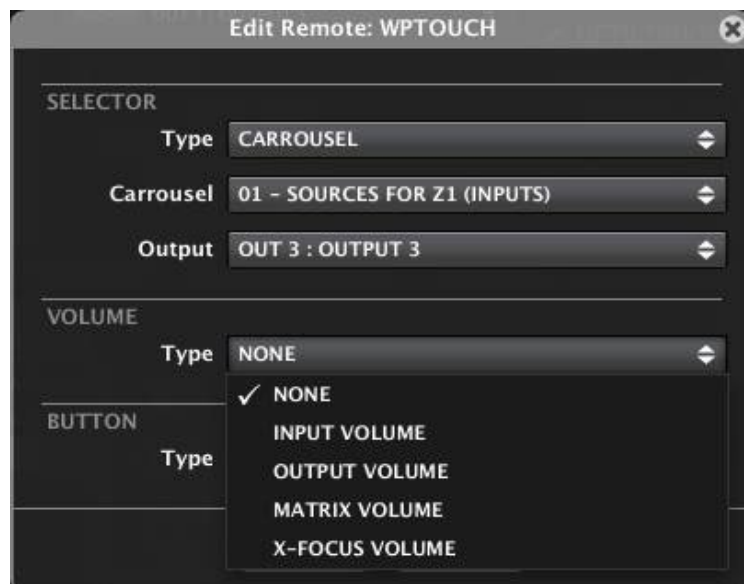 Edit Remote: WPTOUCH
SELECTOR
Type CARROUSEL
Carrousel 01 - SOURCES FOR Z1 (INPUTS)
Output OUT 3 : OUTPUT 3
VOLUME
Type NONE
✓ NONE
BUTTON
INPUT VOLUME
Type
OUTPUT VOLUME
MATRIX VOLUME
X-FOCUS VOLUME